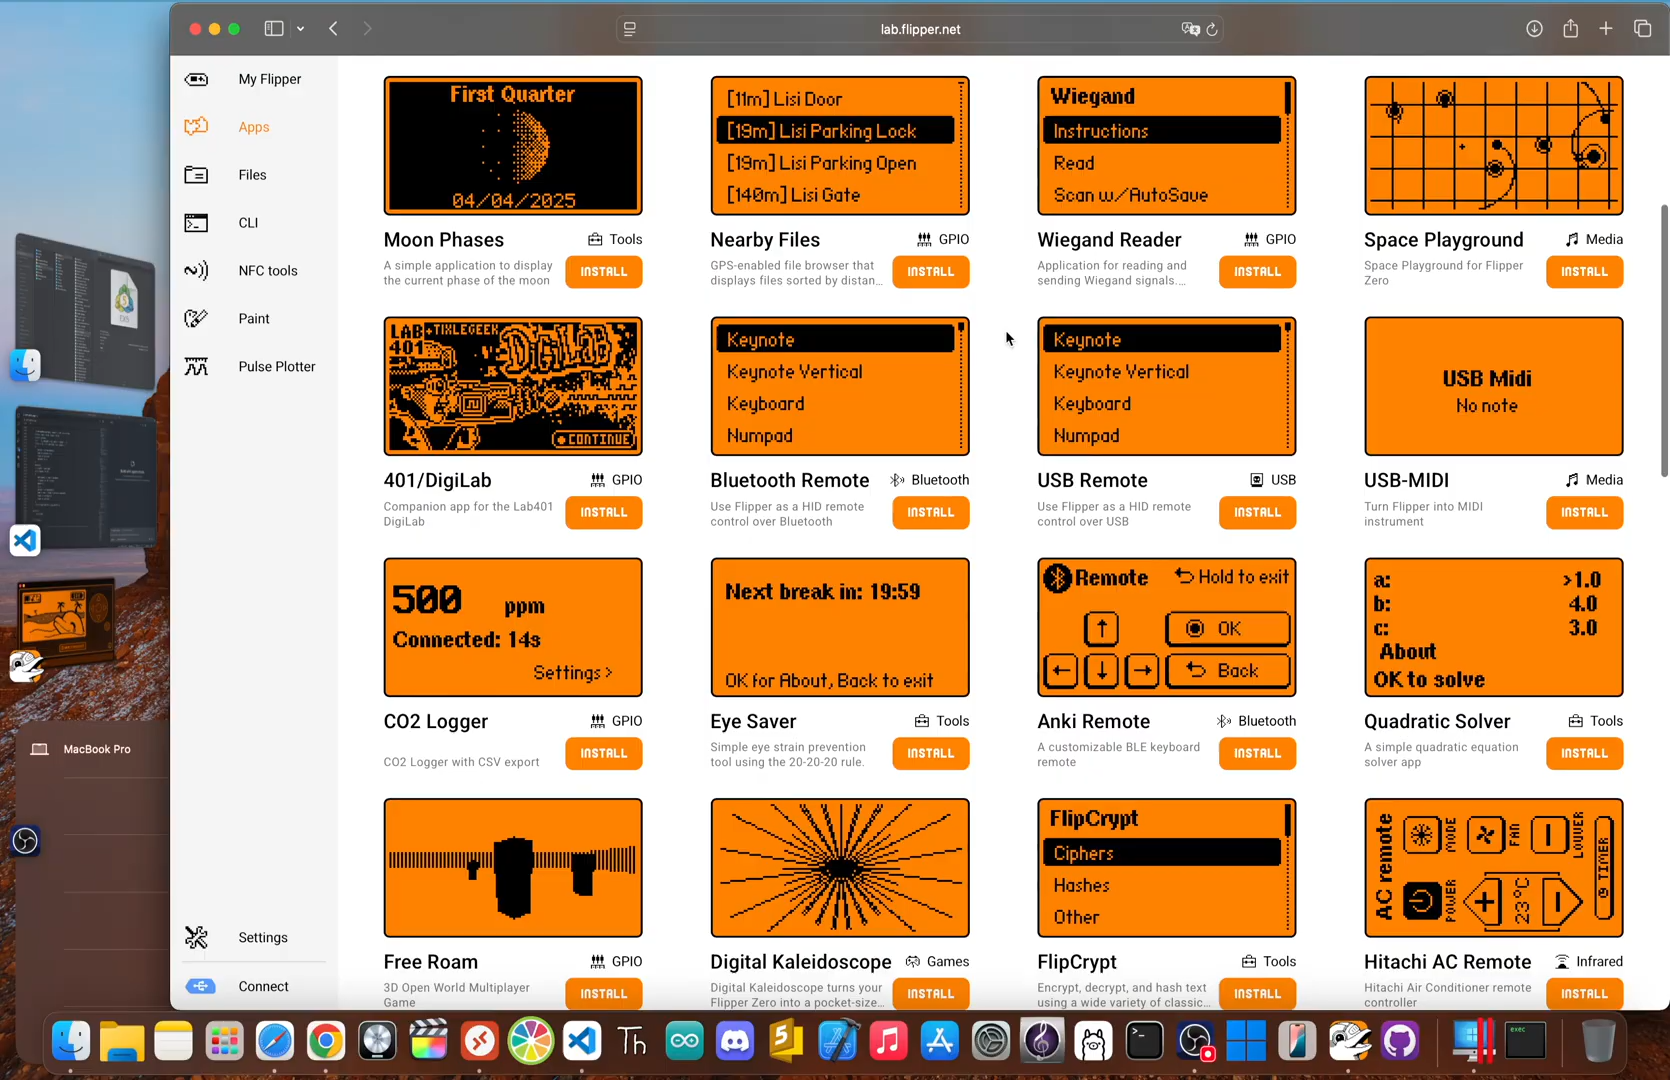 lab.flipper.net
My Flipper
Apps
Files
CLI
NFC tools
Paint
Pulse Plotter
Settings
Connect
MacBook Pro
First Quarter
04/04/2025
Moon Phases
Tools
A simple application to display
the current phase of the moon
INSTALL
[11m] Lisi Door
[19m] Lisi Parking Lock
[19m] Lisi Parking Open
[140m] Lisi Gate
Nearby Files
GPIO
GPS-enabled file browser that
displays files sorted by distan...
INSTALL
Wiegand
Instructions
Read
Scan w/AutoSave
Wiegand Reader
GPIO
Application for reading and
sending Wiegand signals....
INSTALL
Space Playground
Media
Space Playground for Flipper
Zero
INSTALL
LAB+TIXLEGEEK
401
DIGILAB
CONTINUE
401/DigiLab
GPIO
Companion app for the Lab401
DigiLab
INSTALL
Keynote
Keynote Vertical
Keyboard
Numpad
Bluetooth Remote
Bluetooth
Use Flipper as a HID remote
control over Bluetooth
INSTALL
Keynote
Keynote Vertical
Keyboard
Numpad
USB Remote
USB
Use Flipper as a HID remote
control over USB
INSTALL
USB Midi
No note
USB-MIDI
Media
Turn Flipper into MIDI
instrument
INSTALL
500 ppm
Connected: 14s
Settings >
CO2 Logger
GPIO
CO2 Logger with CSV export
INSTALL
Next break in: 19:59
OK for About, Back to exit
Eye Saver
Tools
Simple eye strain prevention
tool using the 20-20-20 rule.
INSTALL
Remote
Hold to exit
OK
Back
Anki Remote
Bluetooth
A customizable BLE keyboard
remote
INSTALL
a: >1.0
b: 4.0
c: 3.0
About
OK to solve
Quadratic Solver
Tools
A simple quadratic equation
solver app
INSTALL
Free Roam
GPIO
3D Open World Multiplayer
Game
INSTALL
Digital Kaleidoscope
Games
Digital Kaleidoscope turns your
Flipper Zero into a pocket-size...
INSTALL
FlipCrypt
Ciphers
Hashes
Other
FlipCrypt
Tools
Encrypt, decrypt, and hash text
using a wide variety of classic...
INSTALL
AC remote
POWER
MODE
FAN
LOUVER
23°C
TIMER
Hitachi AC Remote
Infrared
Hitachi Air Conditioner remote
controller
INSTALL
Th
exec